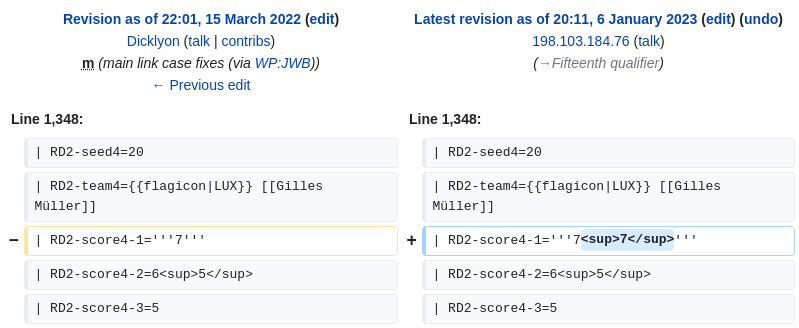 Revision as of 22:01, 15 March 2022 (edit)
Dicklyon (talk | contribs)
m (main link case fixes (via WP:JWB))
← Previous edit
Latest revision as of 20:11, 6 January 2023 (edit) (undo)
198.103.184.76 (talk)
(→Fifteenth qualifier)
Line 1,348:
Line 1,348:
| RD2-seed4=20
| RD2-seed4=20
| RD2-team4={{flagicon|LUX}} [[Gilles
Müller]]
| RD2-team4={{flagicon|LUX}} [[Gilles
Müller]]
− | RD2-score4-1='''7'''
+ | RD2-score4-1='''7<sup>7</sup>'''
| RD2-score4-2=6<sup>5</sup>
| RD2-score4-2=6<sup>5</sup>
| RD2-score4-3=5
| RD2-score4-3=5